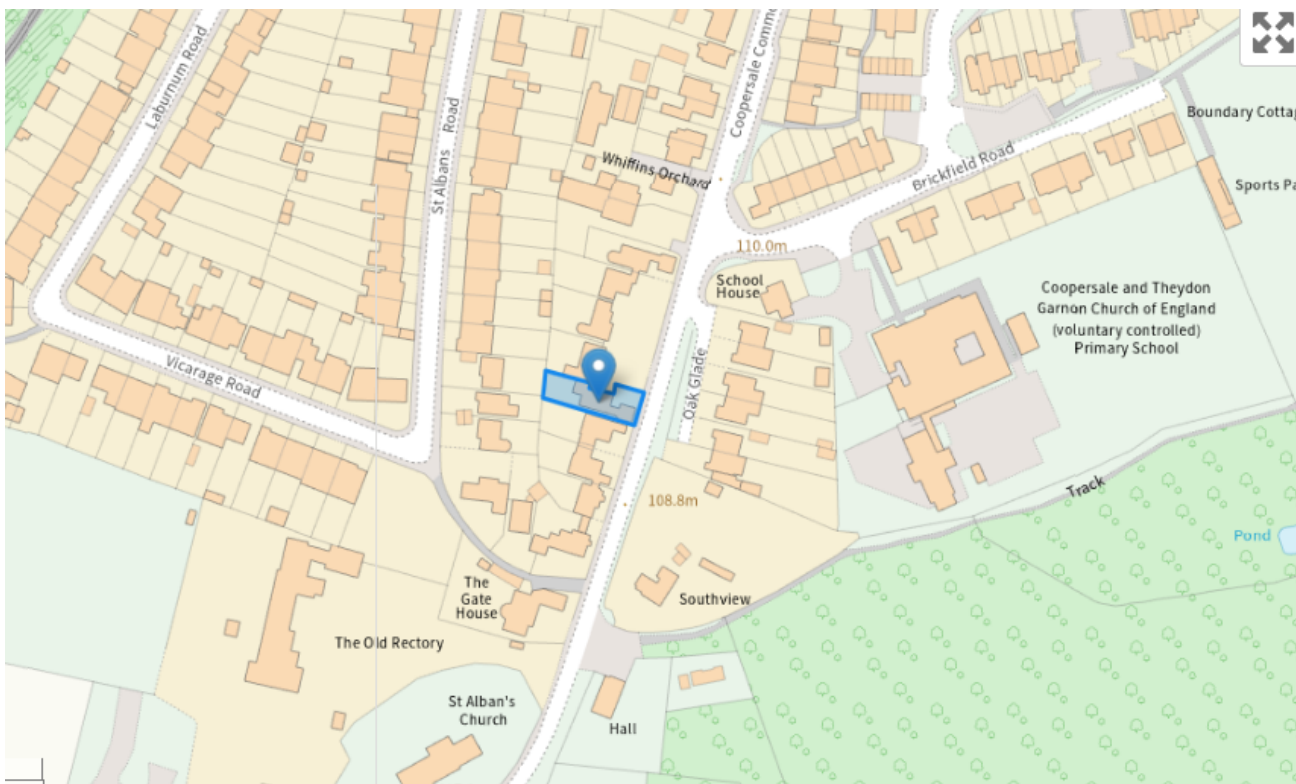 Laburnum Road
St Albans Road
Coopersale Commo
Whiffins Orchard
Brickfield Road
Boundary Cottag
Sports Pa
110.0m
School
House
Coopersale and Theydon
Garnon Church of England
(voluntary controlled)
Primary School
Vicarage Road
Oak Glade
108.8m
Track
Pond
The
Gate
House
Southview
The Old Rectory
St Alban's
Church
Hall